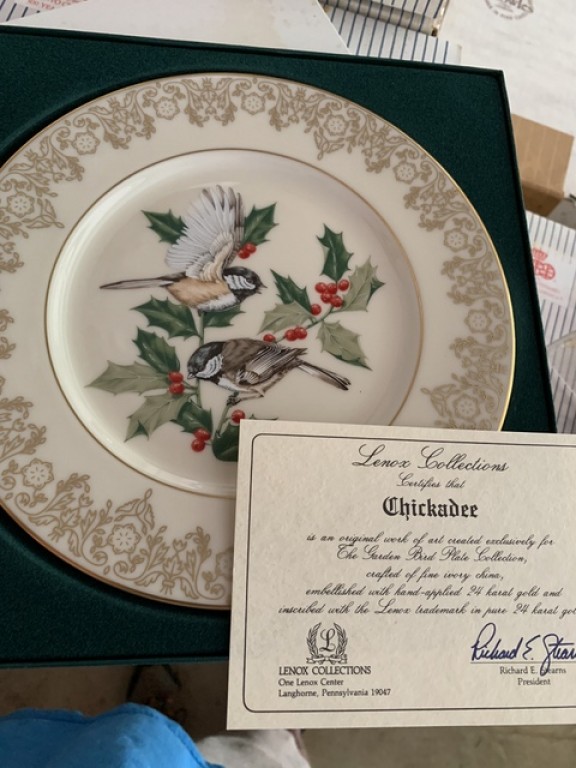 Lenox Collections
Certifies that
Chickadee
is an original work of art created exclusively for
The Garden Bird Plate Collection,
crafted of fine ivory china,
embellished with hand-applied 24 karat gold and
inscribed with the Lenox trademark in pure 24 karat
L
LENOX COLLECTIONS
One Lenox Center
Langhorne, Pennsylvania 19047
Richard E. Stearns
Richard E. Stearns
President